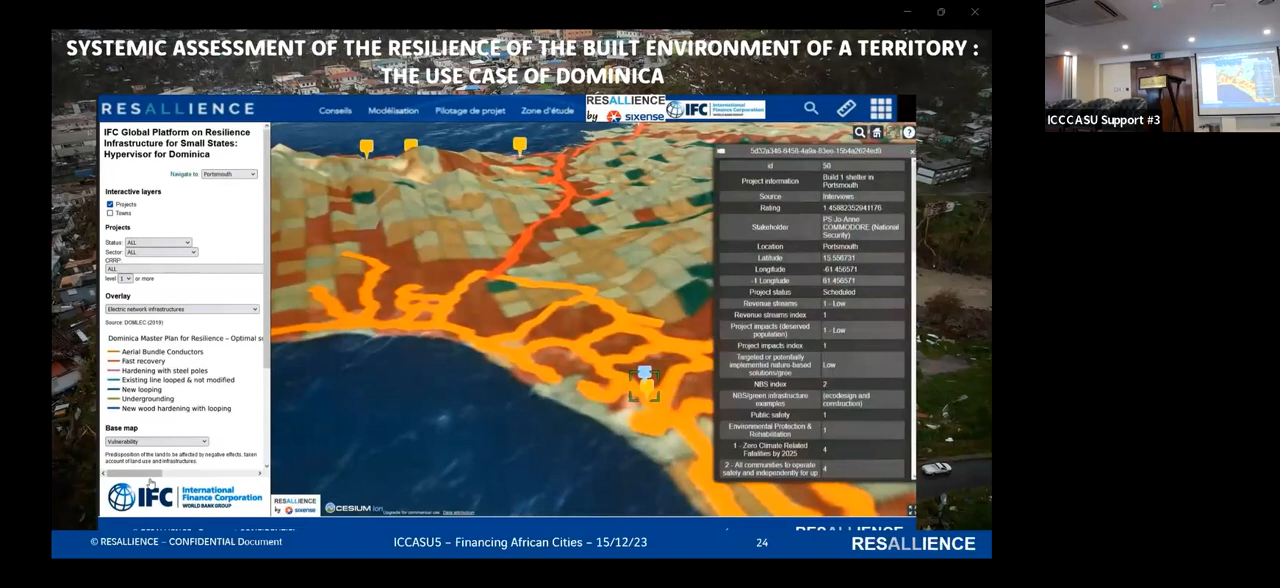 SYSTEMIC ASSESSMENT OF THE RESILIENCE OF THE BUILT ENVIRONMENT OF A TERRITORY :
THE USE CASE OF DOMINICA
ICCCASU Support #3
RESALLIENCE
Conseils
Modélisation
Pilotage de projet
Zone d'étude
RESALLIENCE
by sixense
IFC
International
Finance Corporation
WORLD BANK GROUP
IFC Global Platform on Resilience
Infrastructure for Small States:
Hypervisor for Dominica
Navigate to: Portsmouth
Interactive layers
Projects
Towns
Projects
Status: ALL
Sector: ALL
CRRP:
ALL
level 1 or more
Overlay
Electric network infrastructures
Source: DOMLEC (2019)
Dominica Master Plan for Resilience – Optimal
Aerial Bundle Conductors
Fast recovery
Hardening with steel poles
Existing line looped & not modified
New looping
Undergrounding
New wood hardening with looping
Base map
Vulnerability
Predisposition of the land to be affected by negative effects, taken
account of land use and infrastructures.
IFC
International
Finance Corporation
WORLD BANK GROUP
RESALLIENCE
by sixense
CESIUM ion
Upgrade for commercial use. Data attribution
id 50
Project information Build 1 shelter in
Portsmouth
Source Interviews
Rating 1.45882352941176
Stakeholder PS Jo-Anne
COMMODORE (National
Security)
Location Portsmouth
Latitude 15.556731
Longitude -61.456571
-1 Longitude 61.456571
Project status Scheduled
Revenue streams 1 - Low
Revenue streams index 1
Project impacts (deserved
population) 1 - Low
Project impacts index 1
Targeted or potentially
implemented nature-based
solutions/gree Low
NBS index 2
NBS/green infrastructure
examples (ecodesign and
construction)
Public safety 1
Environmental Protection &
Rehabilitation 1
1 - Zero Climate Related
Fatalities by 2025 4
2 - All communities to operate
safely and independently for up 4
© RESALLIENCE – CONFIDENTIAL Document
ICCASU5 – Financing African Cities – 15/12/23
24
RESALLIENCE